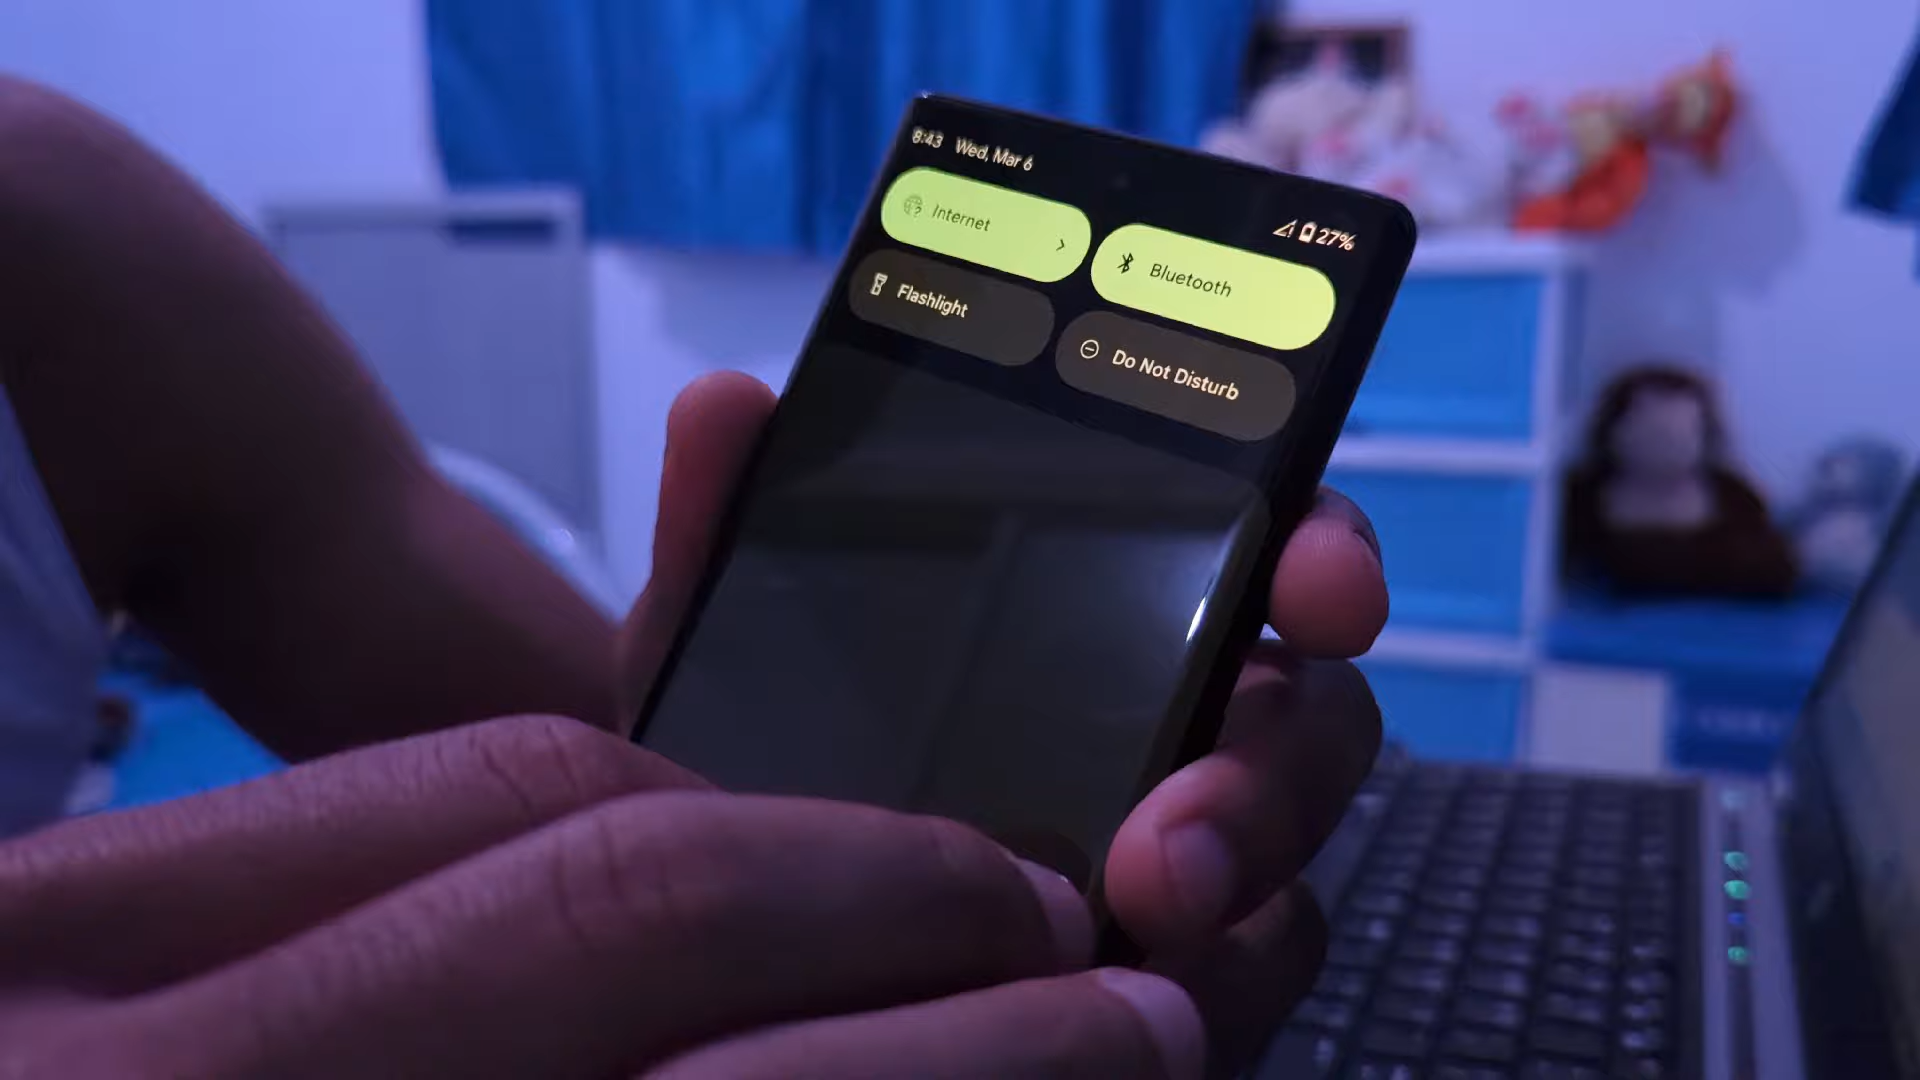 8:43 Wed, Mar 6
27%
Internet
Bluetooth
Flashlight
Do Not Disturb